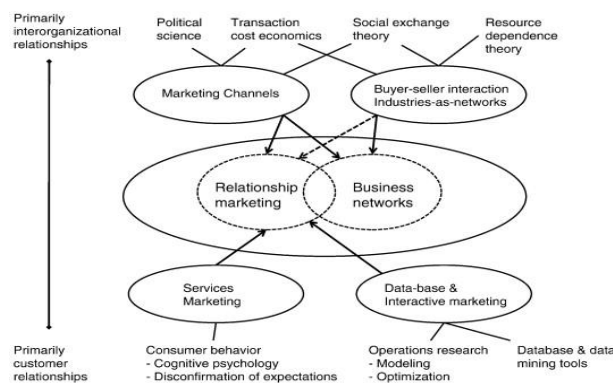 Primarily
interorganizational
relationships
Political
science
Transaction
cost economics
Social exchange
theory
Resource
dependence
theory
Marketing Channels
Buyer-seller interaction
Industries-as-networks
Relationship
marketing
Business
networks
Services
Marketing
Data-base &
Interactive marketing
Primarily
customer
relationships
Consumer behavior
- Cognitive psychology
- Disconfirmation of expectations
Operations research
- Modeling
- Optimization
Database & data
mining tools